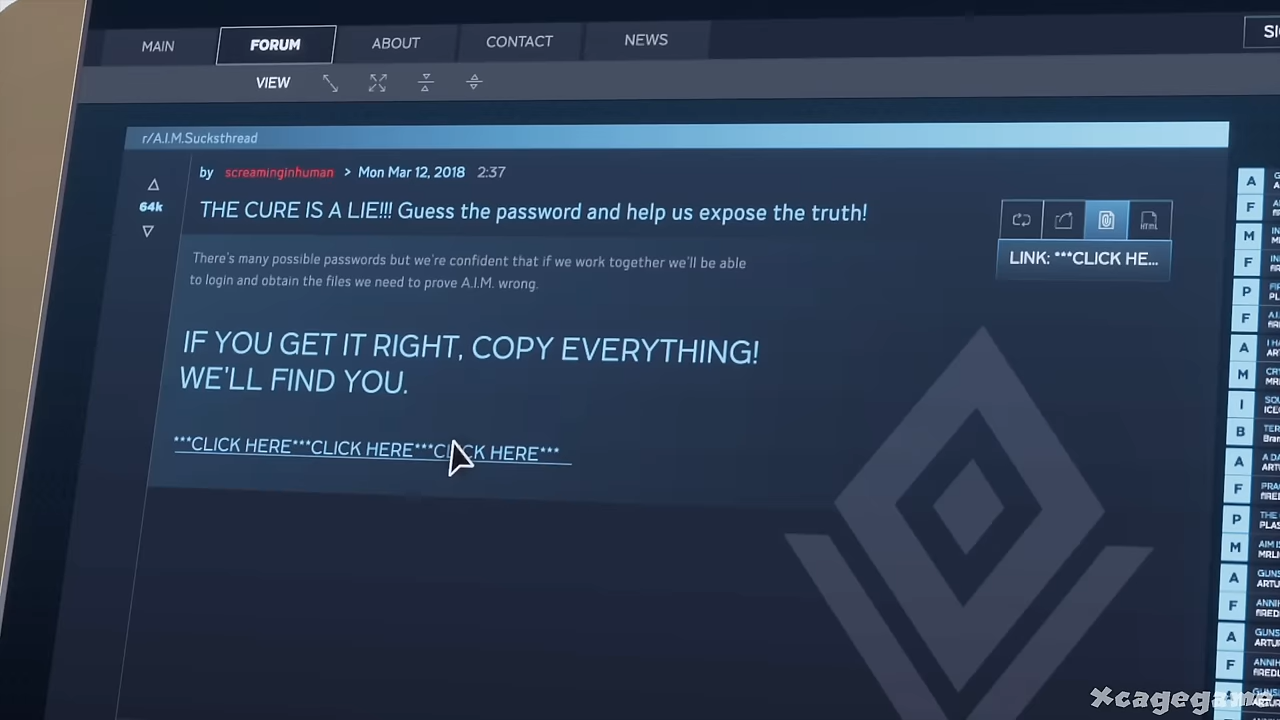 MAIN FORUM ABOUT CONTACT NEWS
VIEW
r/A.I.M.Sucksthread
by screaminginhuman > Mon Mar 12, 2018 2:37
64k
THE CURE IS A LIE!!! Guess the password and help us expose the truth!
There's many possible passwords but we're confident that if we work together we'll be able
to login and obtain the files we need to prove A.I.M. wrong.
HTML
LINK: ***CLICK HE...
IF YOU GET IT RIGHT, COPY EVERYTHING!
WE'LL FIND YOU.
***CLICK HERE***CLICK HERE***CLICK HERE***
A
F
M
F
P
F
A
M
I
B
A
F
P
M
A
F
A
F
A
Xcagegame